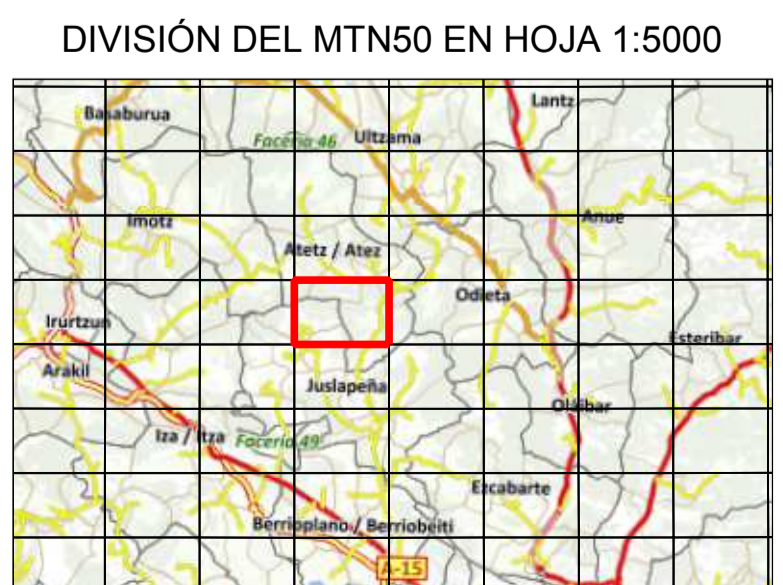 DIVISIÓN DEL MTN50 EN HOJA 1:5000
Lantz
Basaburua
Facería 46
Ultzama
Imotz
Anue
Atetz / Atez
Odieta
Irurtzun
Esteribar
Arakil
Juslapeña
Oláibar
Iza / Itza
Facería 49
Ezcabarte
Berrioplano / Berriobeiti
A-15